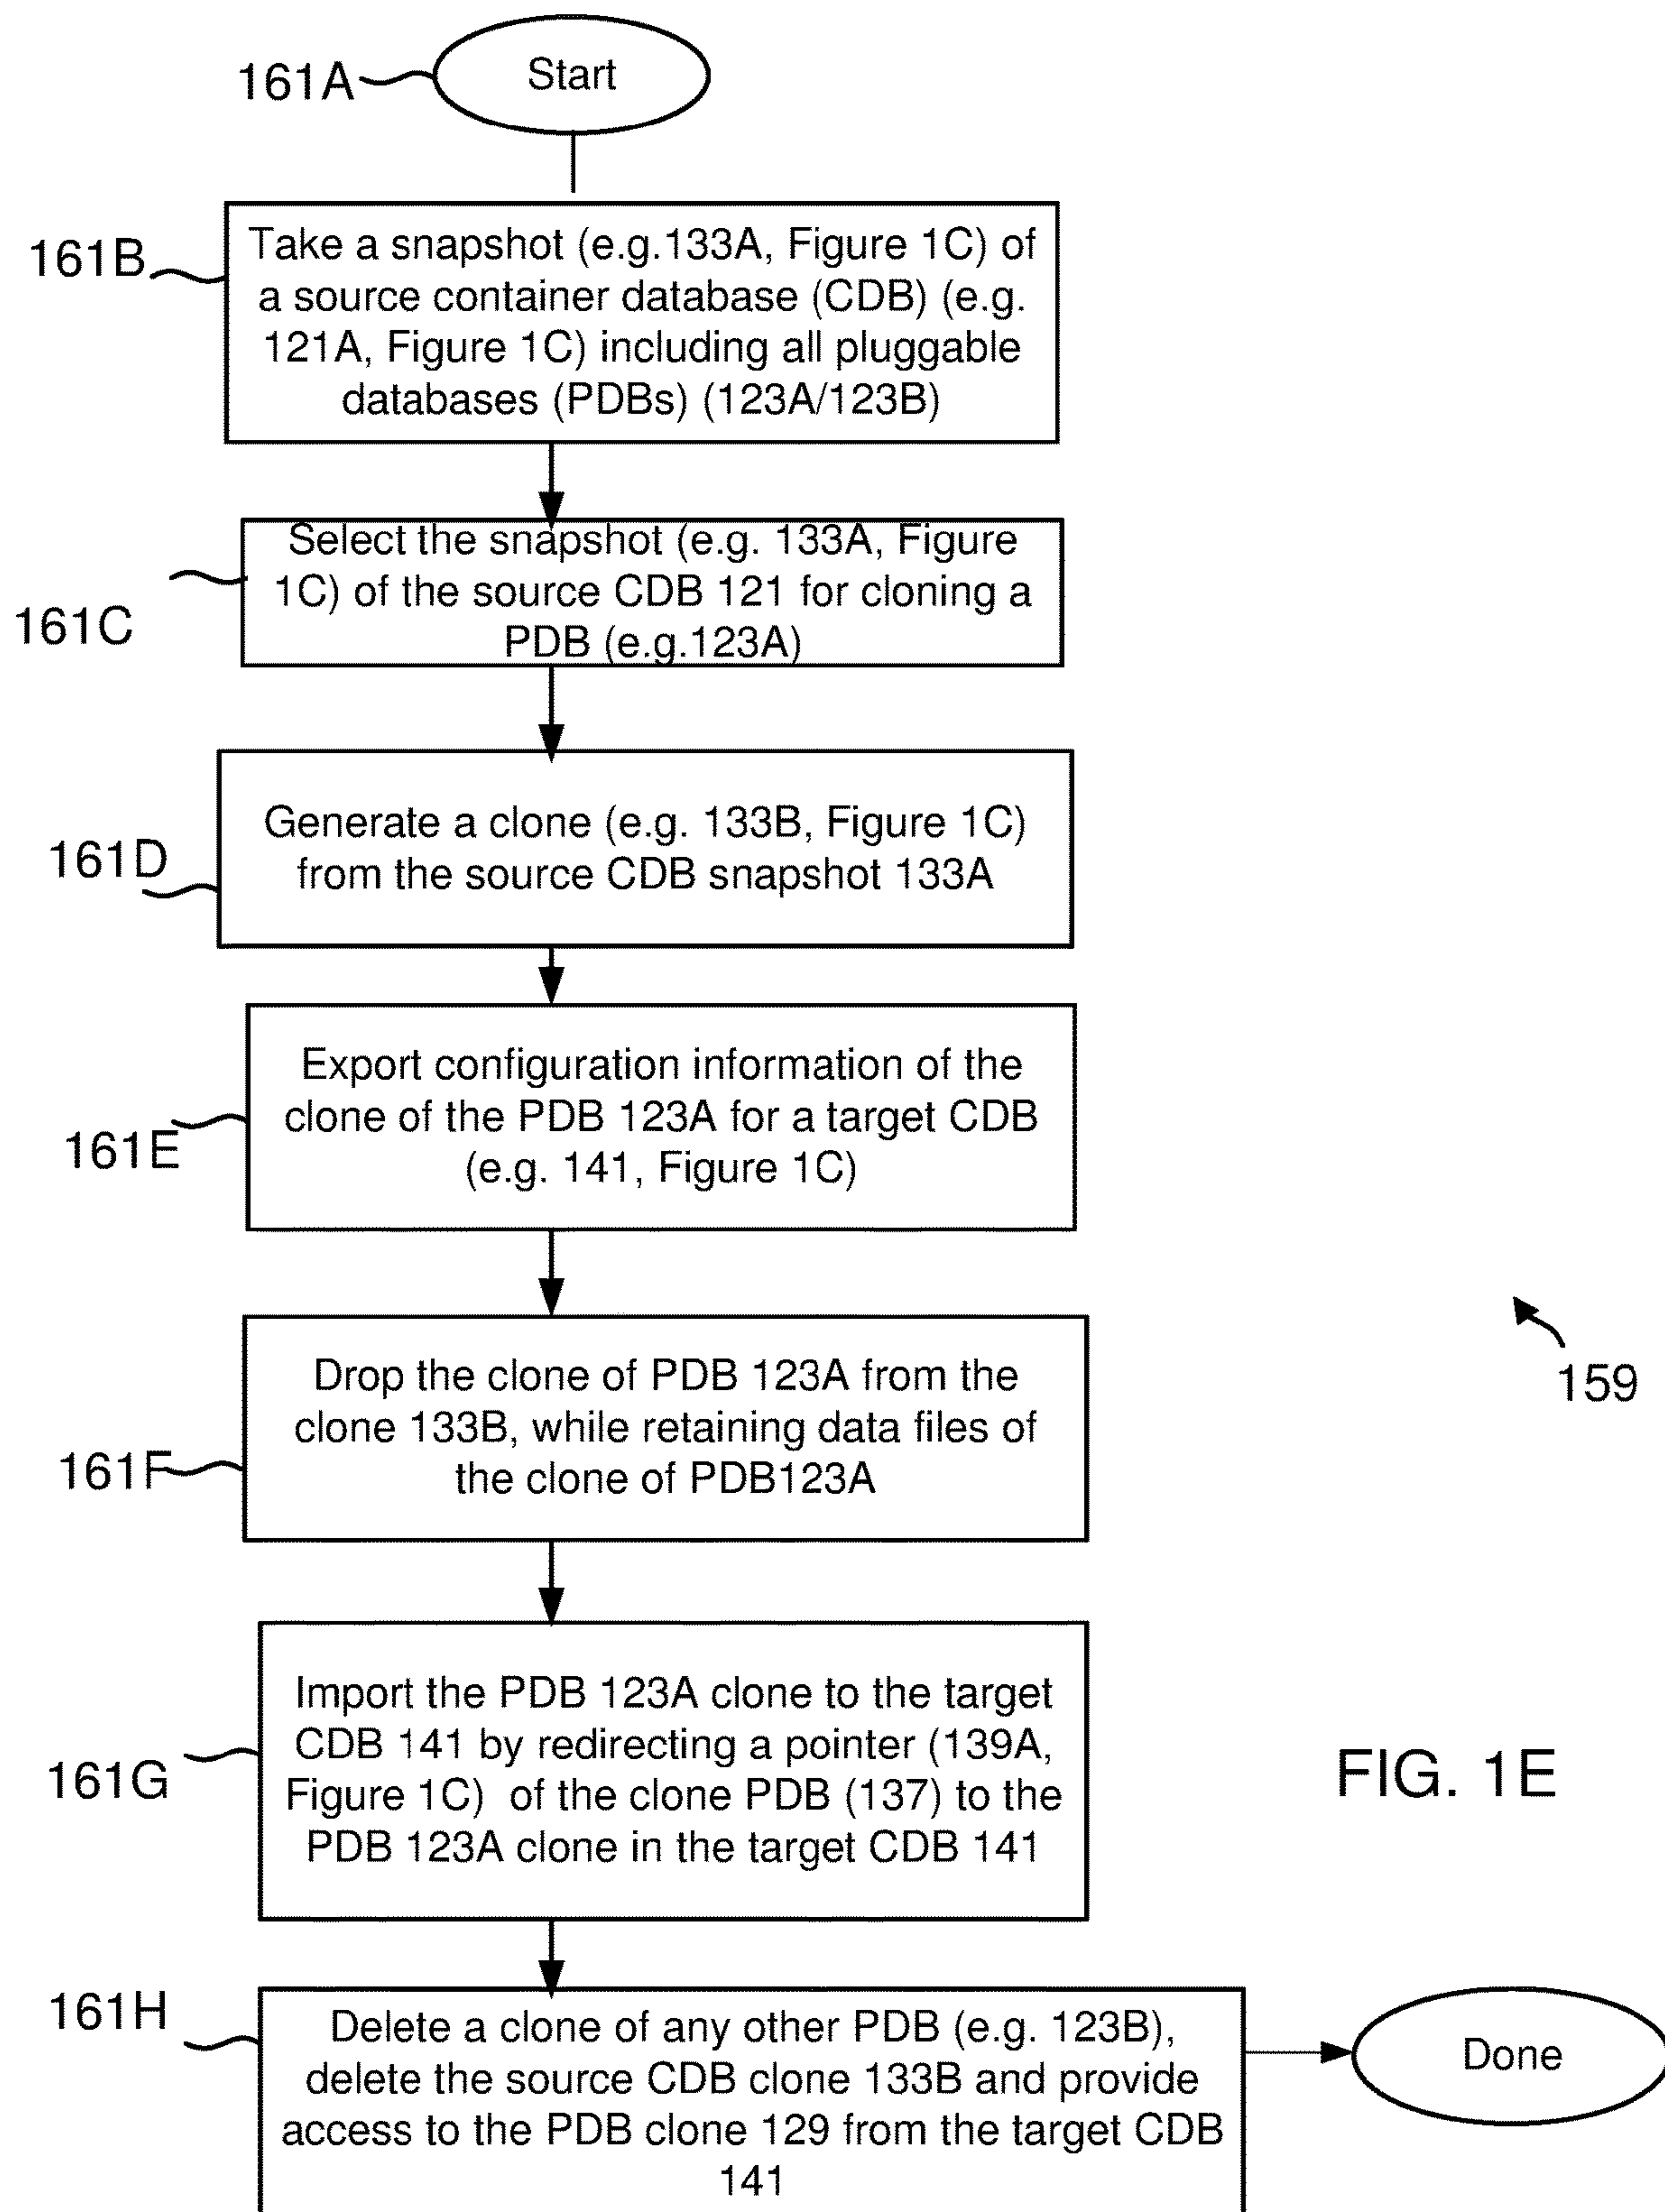 161A
Start
161B
Take a snapshot (e.g.133A, Figure 1C) of
a source container database (CDB) (e.g.
121A, Figure 1C) including all pluggable
databases (PDBs) (123A/123B)
161C
Select the snapshot (e.g. 133A, Figure
1C) of the source CDB 121 for cloning a
PDB (e.g.123A)
161D
Generate a clone (e.g. 133B, Figure 1C)
from the source CDB snapshot 133A
161E
Export configuration information of the
clone of the PDB 123A for a target CDB
(e.g. 141, Figure 1C)
161F
Drop the clone of PDB 123A from the
clone 133B, while retaining data files of
the clone of PDB123A
159
161G
Import the PDB 123A clone to the target
CDB 141 by redirecting a pointer (139A,
Figure 1C) of the clone PDB (137) to the
PDB 123A clone in the target CDB 141
FIG. 1E
161H
Delete a clone of any other PDB (e.g. 123B),
delete the source CDB clone 133B and provide
access to the PDB clone 129 from the target CDB
141
Done